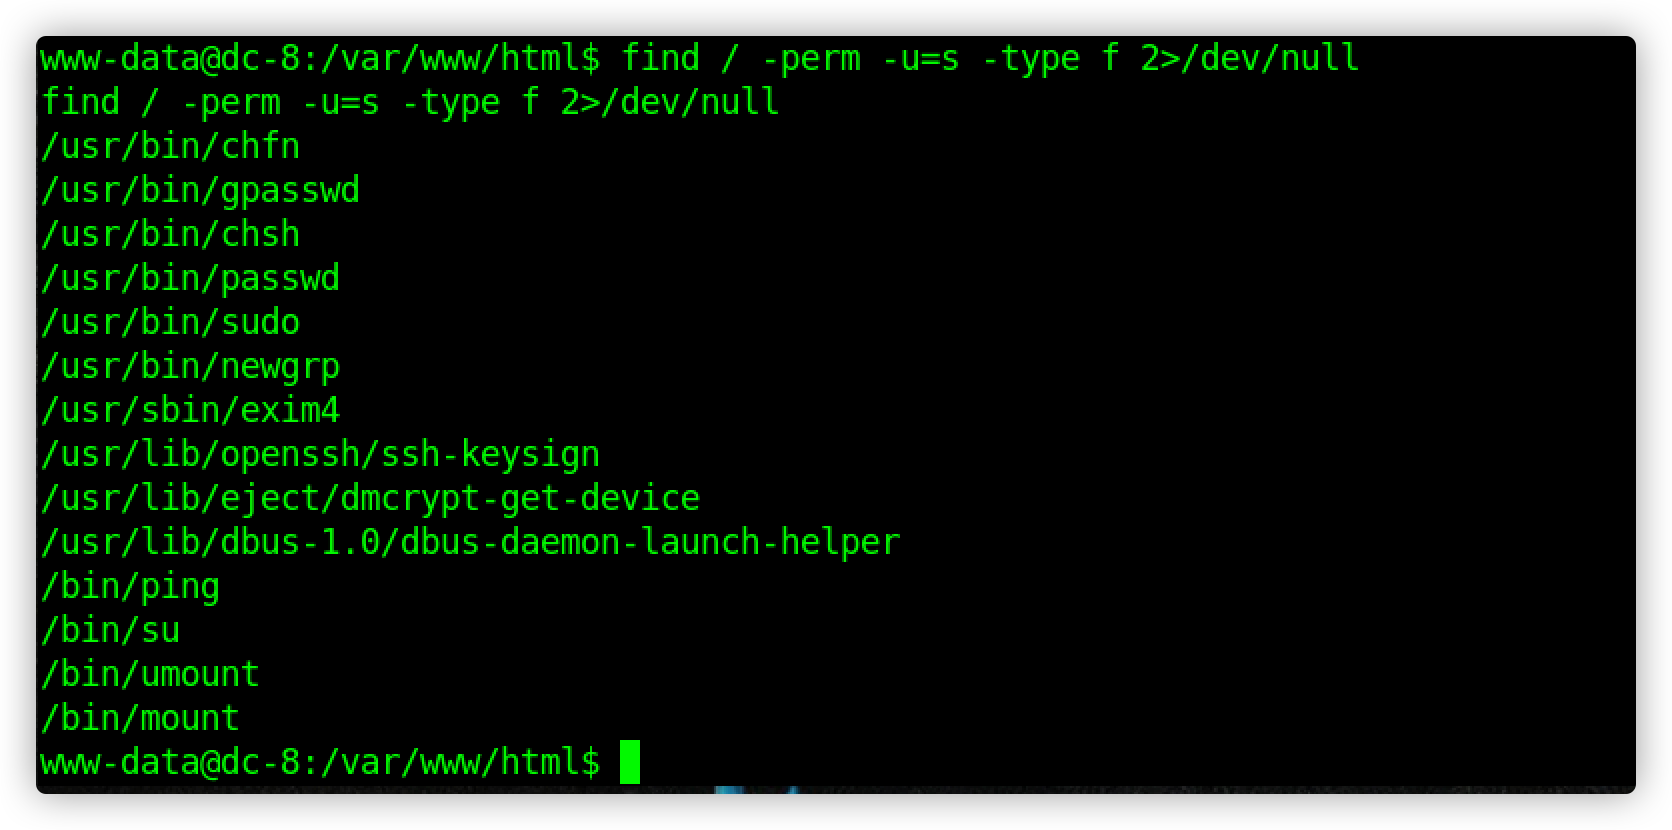 www-data@dc-8:/var/www/html$ find / -perm -u=s -type f 2>/dev/null
find / -perm -u=s -type f 2>/dev/null
/usr/bin/chfn
/usr/bin/gpasswd
/usr/bin/chsh
/usr/bin/passwd
/usr/bin/sudo
/usr/bin/newgrp
/usr/sbin/exim4
/usr/lib/openssh/ssh-keysign
/usr/lib/eject/dmcrypt-get-device
/usr/lib/dbus-1.0/dbus-daemon-launch-helper
/bin/ping
/bin/su
/bin/umount
/bin/mount
www-data@dc-8:/var/www/html$